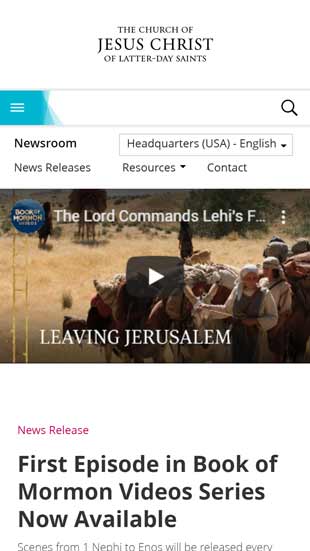 THE CHURCH OF
JESUS CHRIST
OF LATTER-DAY SAINTS
Newsroom
Headquarters (USA) - English
News Releases
Resources
Contact
BOOK OF MORMON VIDEOS
The Lord Commands Lehi's F...
LEAVING JERUSALEM
News Release
First Episode in Book of
Mormon Videos Series
Now Available
Scenes from 1 Nephi to Enos will be released every